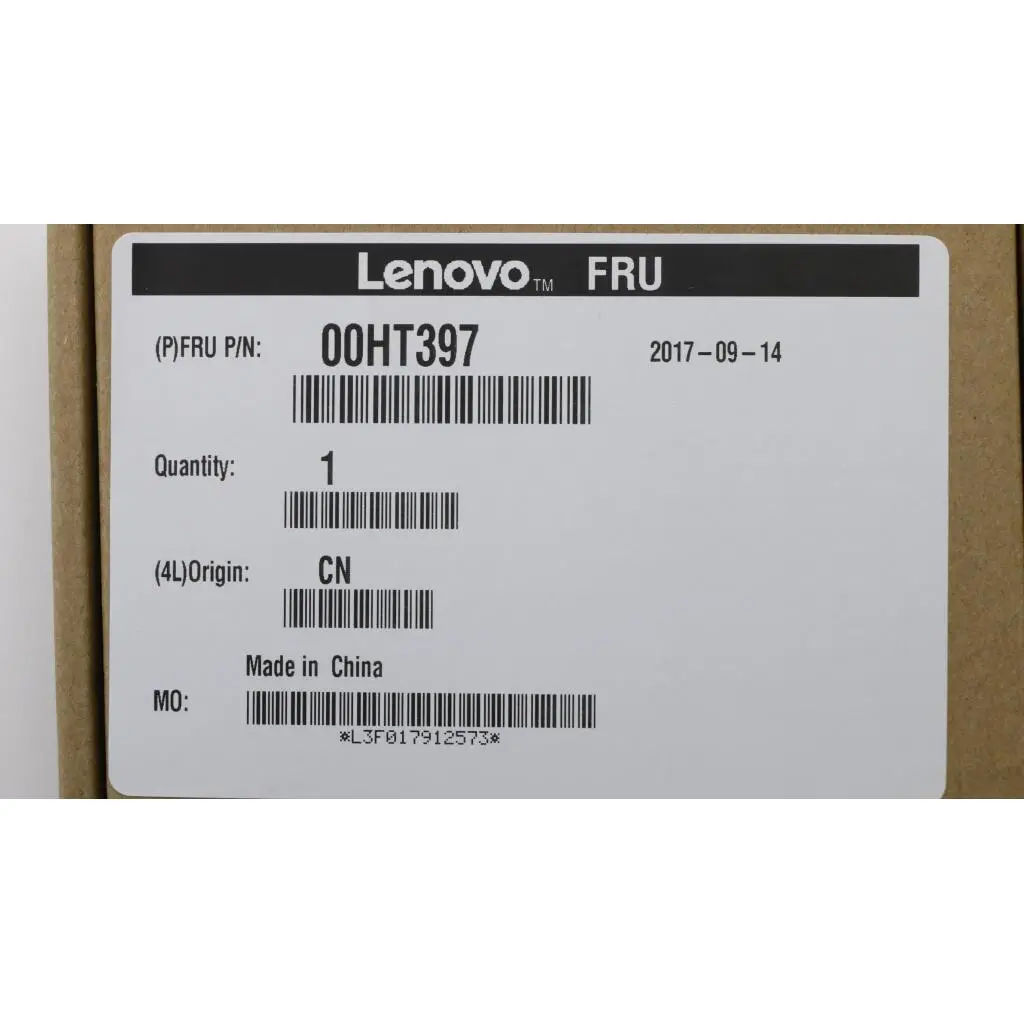 Lenovo™ FRU
(P)FRU P/N: 00HT397 2017-09-14
Quantity: 1
(4L)Origin: CN
Made in China
MO:
*L3F017912573*